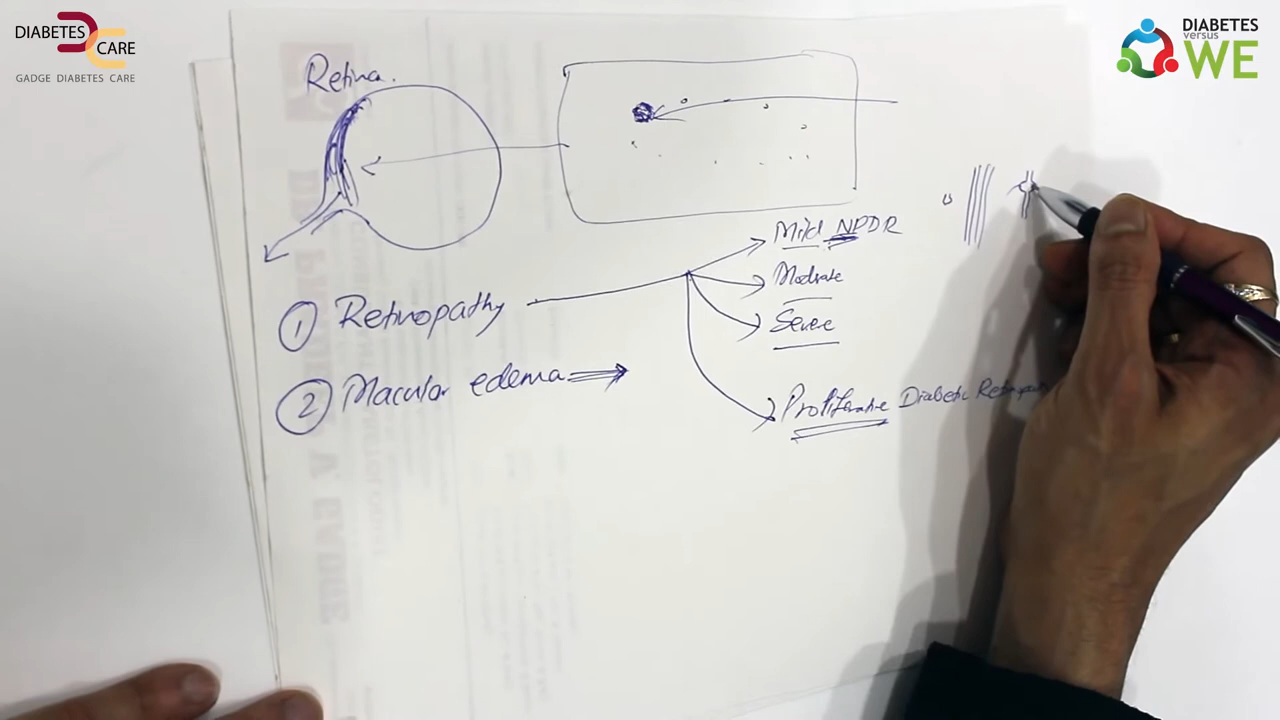 DIABETES CARE
GADGE DIABETES CARE
DIABETES
versus
WE
Retina.
Mild NPDR
Moderate
Severe
① Retinopathy
② Macular edema
Proliferative Diabetic